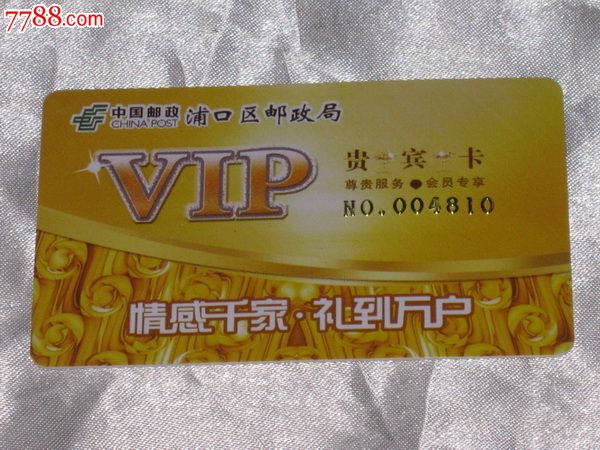 7788.com
中国邮政 浦口区邮政局
CHINA POST
VIP
贵宾卡
尊贵服务●会员专享
NO.004810
情感千家·礼到万户